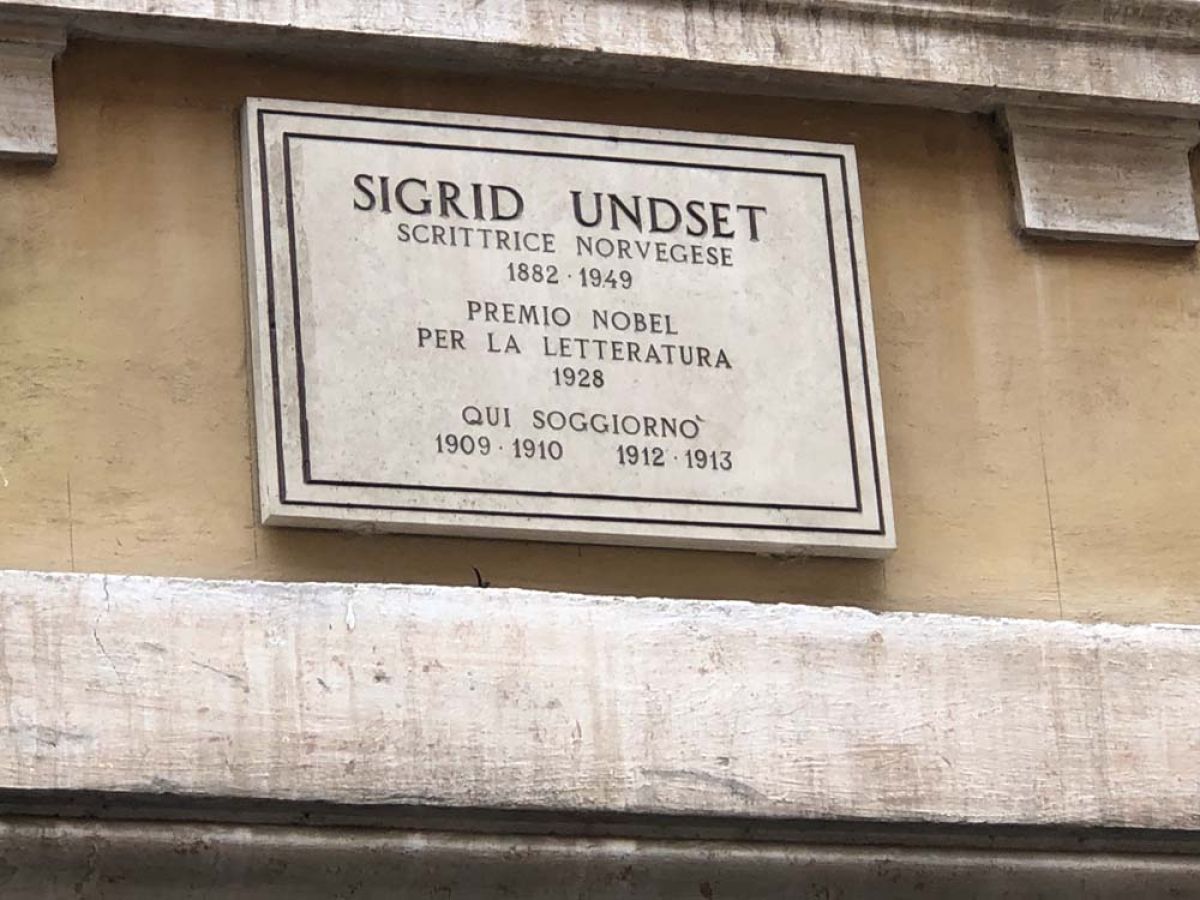 SIGRID UNDSET
SCRITTRICE NORVEGESE
1882 · 1949
PREMIO NOBEL
PER LA LETTERATURA
1928
QUI SOGGIORNÒ
1909 · 1910 1912 · 1913